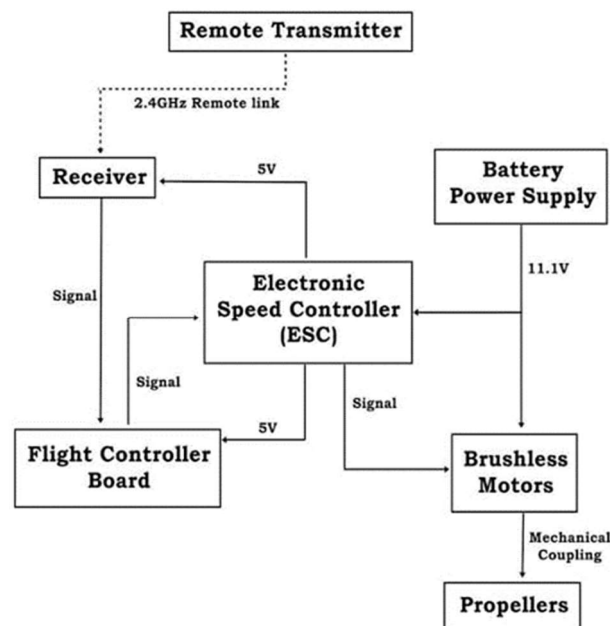 Remote Transmitter
2.4GHz Remote link
Receiver
5V
Battery
Power Supply
11.1V
Electronic
Speed Controller
(ESC)
Signal
Signal
Signal
5V
Flight Controller
Board
Brushless
Motors
Mechanical
Coupling
Propellers